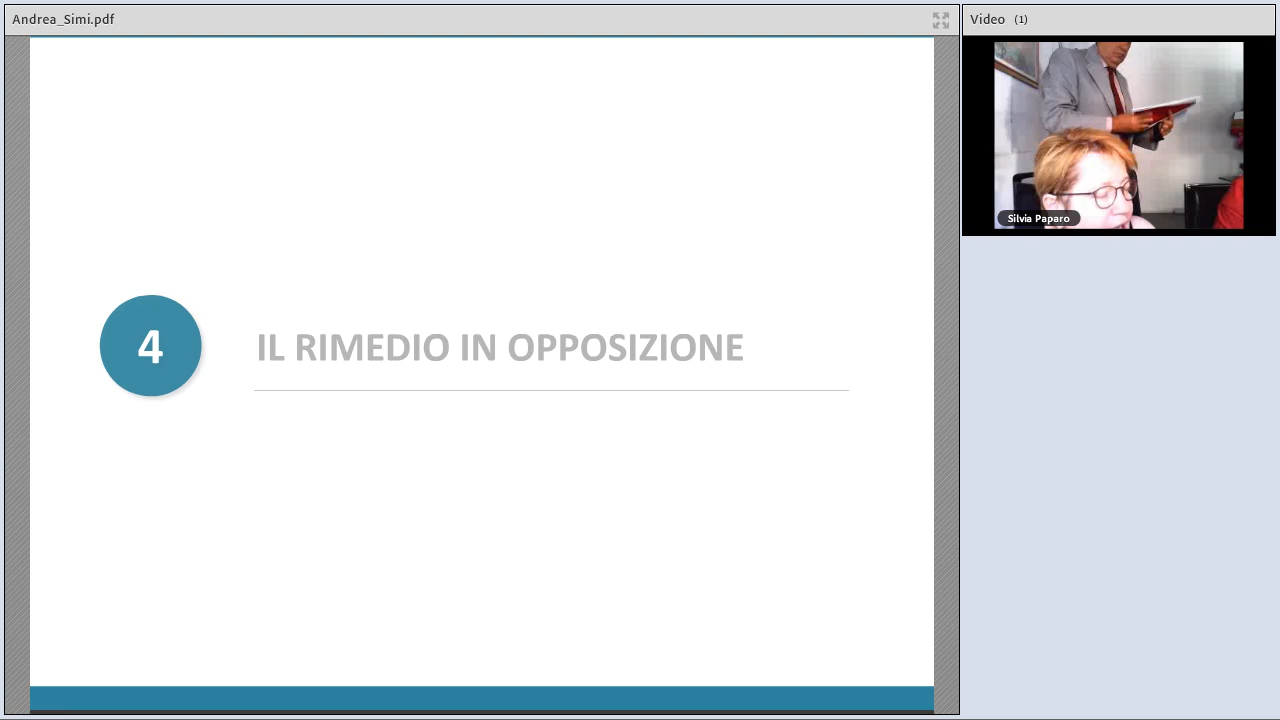 Andrea_Simi.pdf
Video (1)
Silvia Paparo
4
IL RIMEDIO IN OPPOSIZIONE